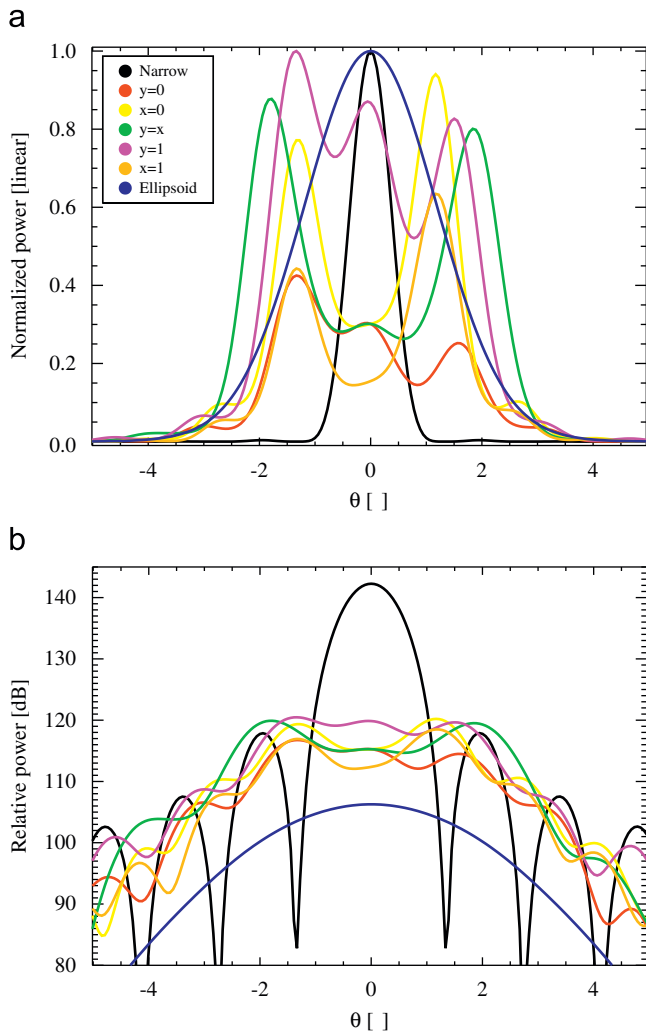 a
Normalized power [linear]
1.0
0.8
0.6
0.4
0.2
0.0
Narrow
y=0
x=0
y=x
y=1
x=1
Ellipsoid
-4 -2 0 2 4
θ [ ]
b
Relative power [dB]
140
130
120
110
100
90
80
-4 -2 0 2 4
θ [ ]